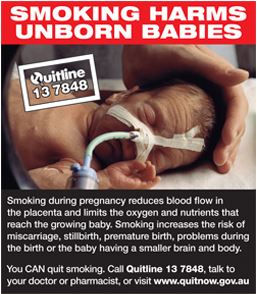 SMOKING HARMS
UNBORN BABIES
Quitline
13 7848
Smoking during pregnancy reduces blood flow in
the placenta and limits the oxygen and nutrients that
reach the growing baby. Smoking increases the risk of
miscarriage, stillbirth, premature birth, problems during
the birth or the baby having a smaller brain and body.
You CAN quit smoking. Call Quitline 13 7848, talk to
your doctor or pharmacist, or visit www.quitnow.gov.au